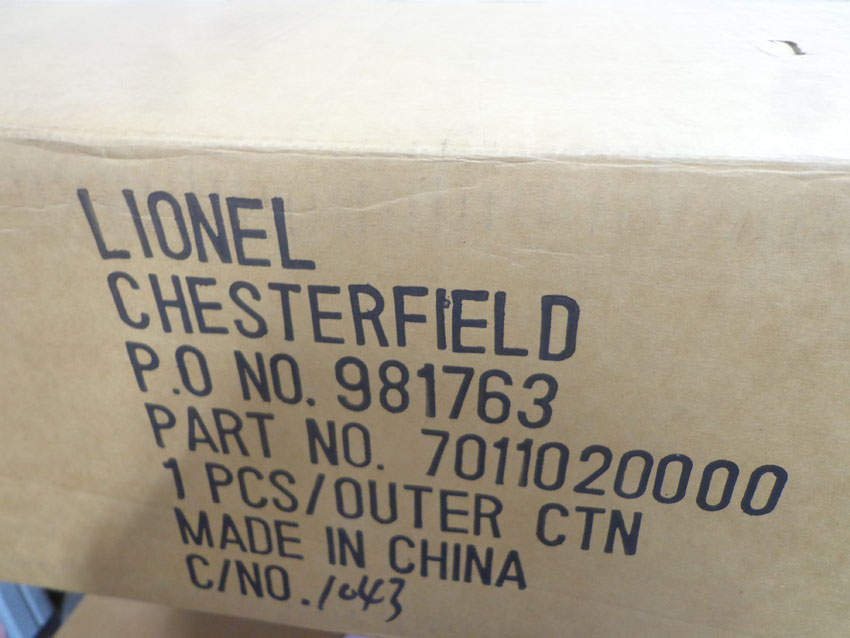 LIONEL
CHESTERFIELD
P.O NO. 981763
PART NO. 7011020000
1 PCS/OUTER CTN
MADE IN CHINA
C/NO. 1043